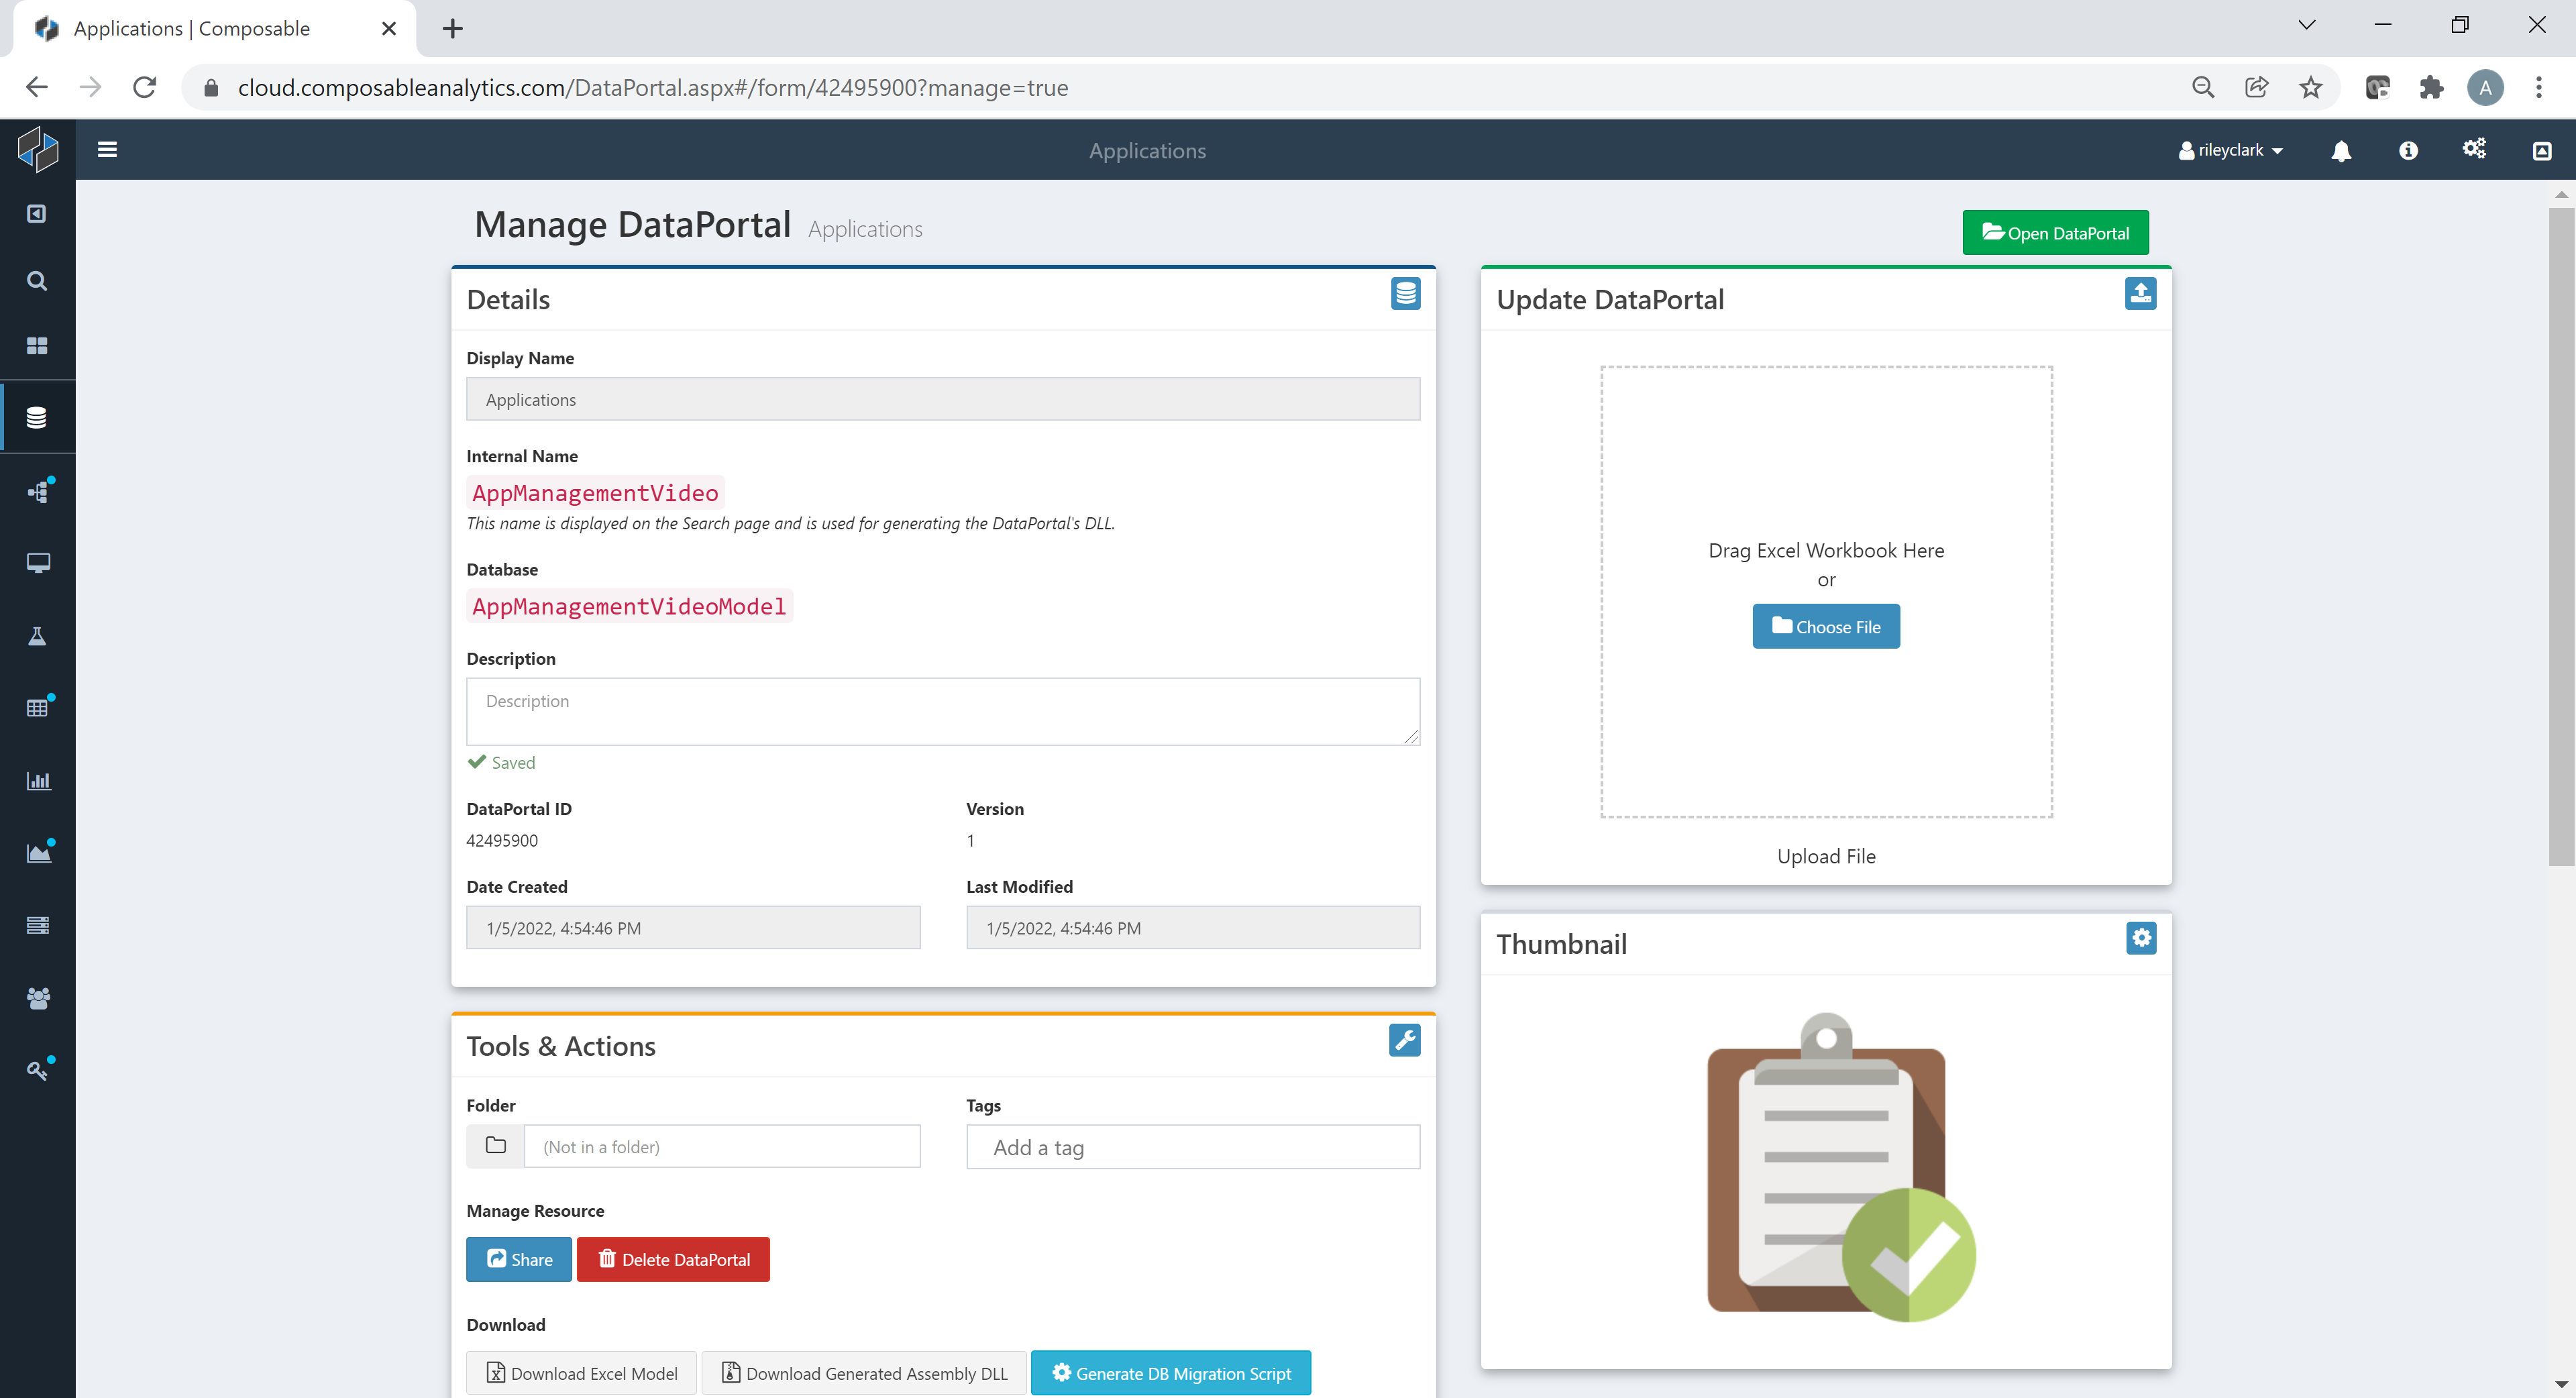 Applications | Composable
cloud.composableanalytics.com/DataPortal.aspx#/form/42495900?manage=true
A
Applications
rileyclark
Manage DataPortal Applications
Open DataPortal
Details
Display Name
Applications
Internal Name
AppManagementVideo
This name is displayed on the Search page and is used for generating the DataPortal's DLL.
Database
AppManagementVideoModel
Description
Description
Saved
DataPortal ID
Version
42495900
1
Date Created
Last Modified
1/5/2022, 4:54:46 PM
1/5/2022, 4:54:46 PM
Update DataPortal
Drag Excel Workbook Here
or
Choose File
Upload File
Thumbnail
Tools & Actions
Folder
Tags
(Not in a folder)
Add a tag
Manage Resource
Share
Delete DataPortal
Download
Download Excel Model
Download Generated Assembly DLL
Generate DB Migration Script